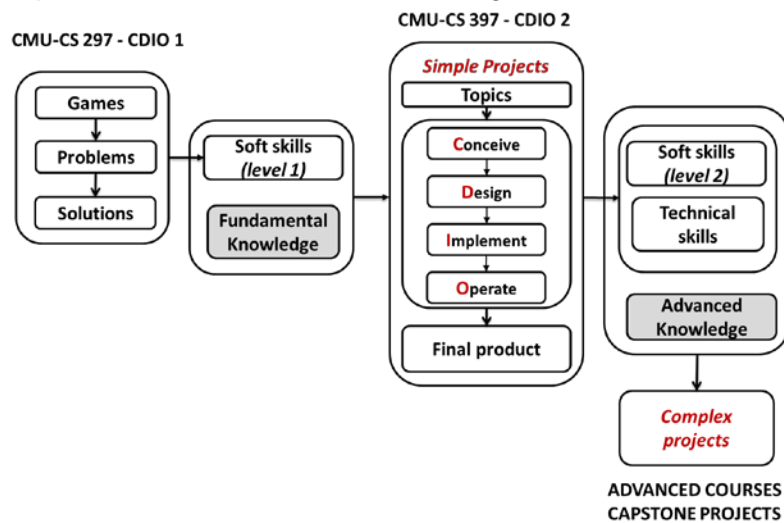 CMU-CS 297 - CDIO 1
Games
Problems
Solutions
Soft skills
(level 1)
Fundamental
Knowledge
CMU-CS 397 - CDIO 2
Simple Projects
Topics
Conceive
Design
Implement
Operate
Final product
Soft skills
(level 2)
Technical
skills
Advanced
Knowledge
Complex
projects
ADVANCED COURSES
CAPSTONE PROJECTS